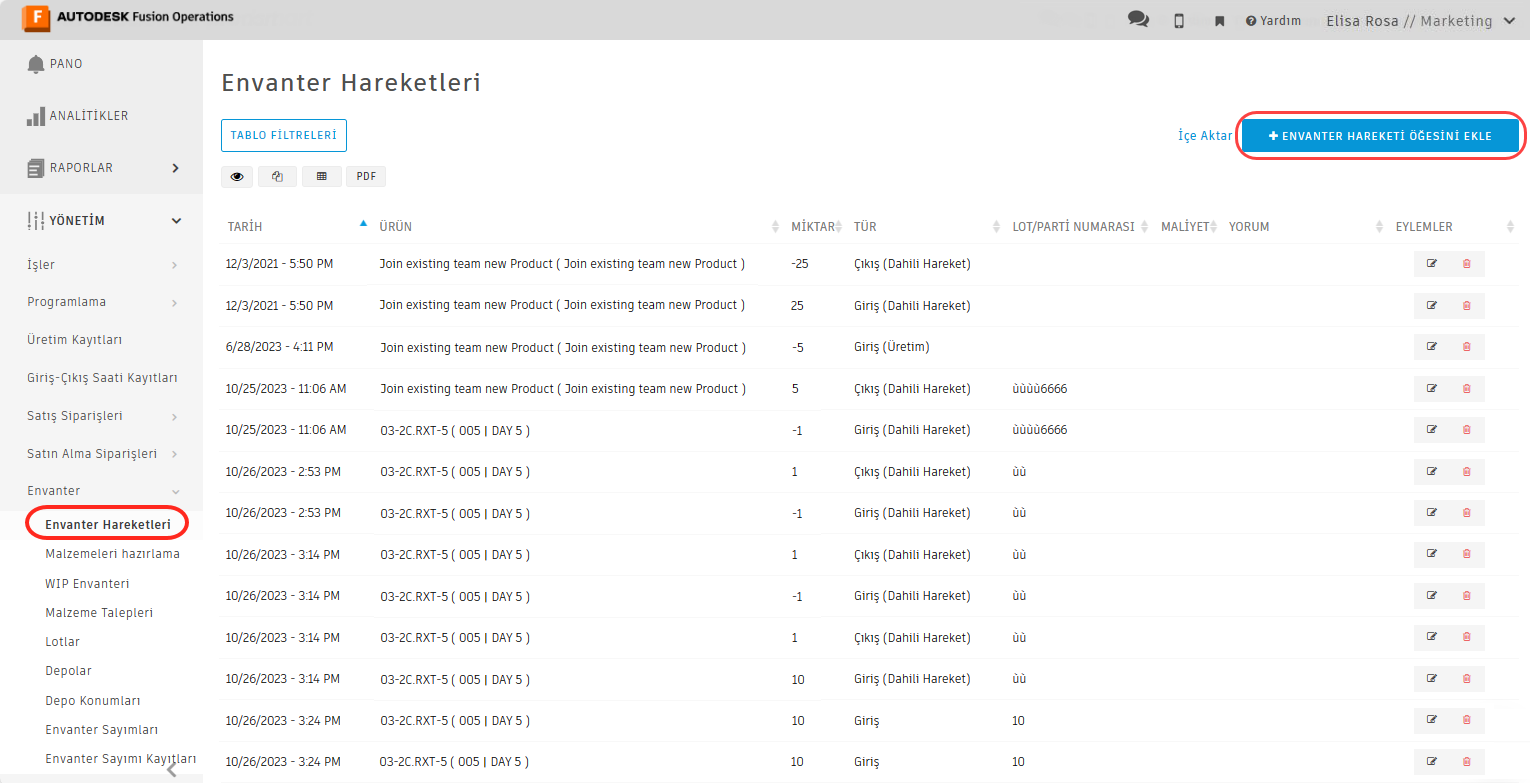 F AUTODESK Fusion Operations
Yardım Elisa Rosa // Marketing
PANO
ANALİTİKLER
RAPORLAR
YÖNETİM
İşler
Programlama
Üretim Kayıtları
Giriş-Çıkış Saati Kayıtları
Satış Siparişleri
Satın Alma Siparişleri
Envanter
Envanter Hareketleri
Malzemeleri hazırlama
WIP Envanteri
Malzeme Talepleri
Lotlar
Depolar
Depo Konumları
Envanter Sayımları
Envanter Sayımı Kayıtları
Envanter Hareketleri
TABLO FİLTRELERİ İçe Aktar ENVANTER HAREKETİ ÖĞESİNİ EKLE
PDF
TARİH ÜRÜN MİKTAR TÜR LOT/PARTİ NUMARASI MALİYET YORUM EYLEMLER
12/3/2021 - 5:50 PM Join existing team new Product ( Join existing team new Product ) -25 Çıkış (Dahili Hareket)
12/3/2021 - 5:50 PM Join existing team new Product ( Join existing team new Product ) 25 Giriş (Dahili Hareket)
6/28/2023 - 4:11 PM Join existing team new Product ( Join existing team new Product ) -5 Giriş (Üretim)
10/25/2023 - 11:06 AM Join existing team new Product ( Join existing team new Product ) 5 Çıkış (Dahili Hareket) ùùùù6666
10/25/2023 - 11:06 AM 03-2C.RXT-5 ( 005 | DAY 5 ) -1 Giriş (Dahili Hareket) ùùùù6666
10/26/2023 - 2:53 PM 03-2C.RXT-5 ( 005 | DAY 5 ) 1 Çıkış (Dahili Hareket) ùù
10/26/2023 - 2:53 PM 03-2C.RXT-5 ( 005 | DAY 5 ) -1 Giriş (Dahili Hareket) ùù
10/26/2023 - 3:14 PM 03-2C.RXT-5 ( 005 | DAY 5 ) 1 Çıkış (Dahili Hareket) ùù
10/26/2023 - 3:14 PM 03-2C.RXT-5 ( 005 | DAY 5 ) -1 Giriş (Dahili Hareket) ùù
10/26/2023 - 3:14 PM 03-2C.RXT-5 ( 005 | DAY 5 ) 1 Çıkış (Dahili Hareket) ùù
10/26/2023 - 3:14 PM 03-2C.RXT-5 ( 005 | DAY 5 ) 10 Giriş (Dahili Hareket) ùù
10/26/2023 - 3:24 PM 03-2C.RXT-5 ( 005 | DAY 5 ) 10 Giriş 10
10/26/2023 - 3:24 PM 03-2C.RXT-5 ( 005 | DAY 5 ) 10 Giriş 10